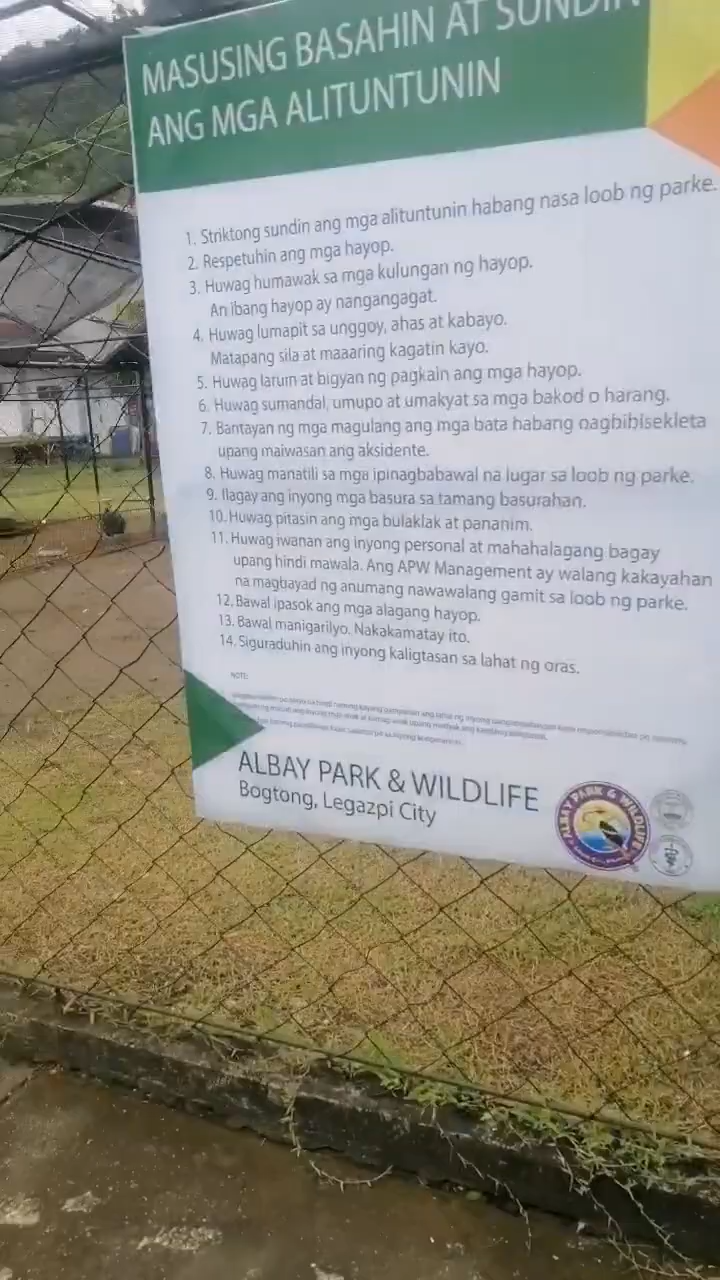 MASUSING BASAHIN AT SUNDIN
ANG MGA ALITUNTUNIN
1. Striktong sundin ang mga alituntunin habang nasa loob ng parke.
2. Respetuhin ang mga hayop.
3. Huwag humawak sa mga kulungan ng hayop.
An ibang hayop ay nangangagat.
4. Huwag lumapit sa unggoy, ahas at kabayo.
Matapang sila at maaaring kagatin kayo.
5. Huwag laruin at bigyan ng pagkain ang mga hayop.
6. Huwag sumandal, umupo at umakyat sa mga bakod o harang.
7. Bantayan ng mga magulang ang mga bata habang nagbibisekleta
upang maiwasan ang aksidente.
8. Huwag manatili sa mga ipinagbabawal na lugar sa loob ng parke.
9. Ilagay ang inyong mga basura sa tamang basurahan.
10. Huwag pitasin ang mga bulaklak at pananim.
11. Huwag iwanan ang inyong personal at mahahalagang bagay
upang hindi mawala. Ang APW Management ay walang kakayahan
na magbayad ng anumang nawawalang gamit sa loob ng parke.
12. Bawal ipasok ang mga alagang hayop.
13. Bawal manigarilyo. Nakakamatay ito.
14. Siguraduhin ang inyong kaligtasan sa lahat ng oras.
NOTE:
ALBAY PARK & WILDLIFE
Bogtong, Legazpi City
ALBAY PARK & WILDLIFE